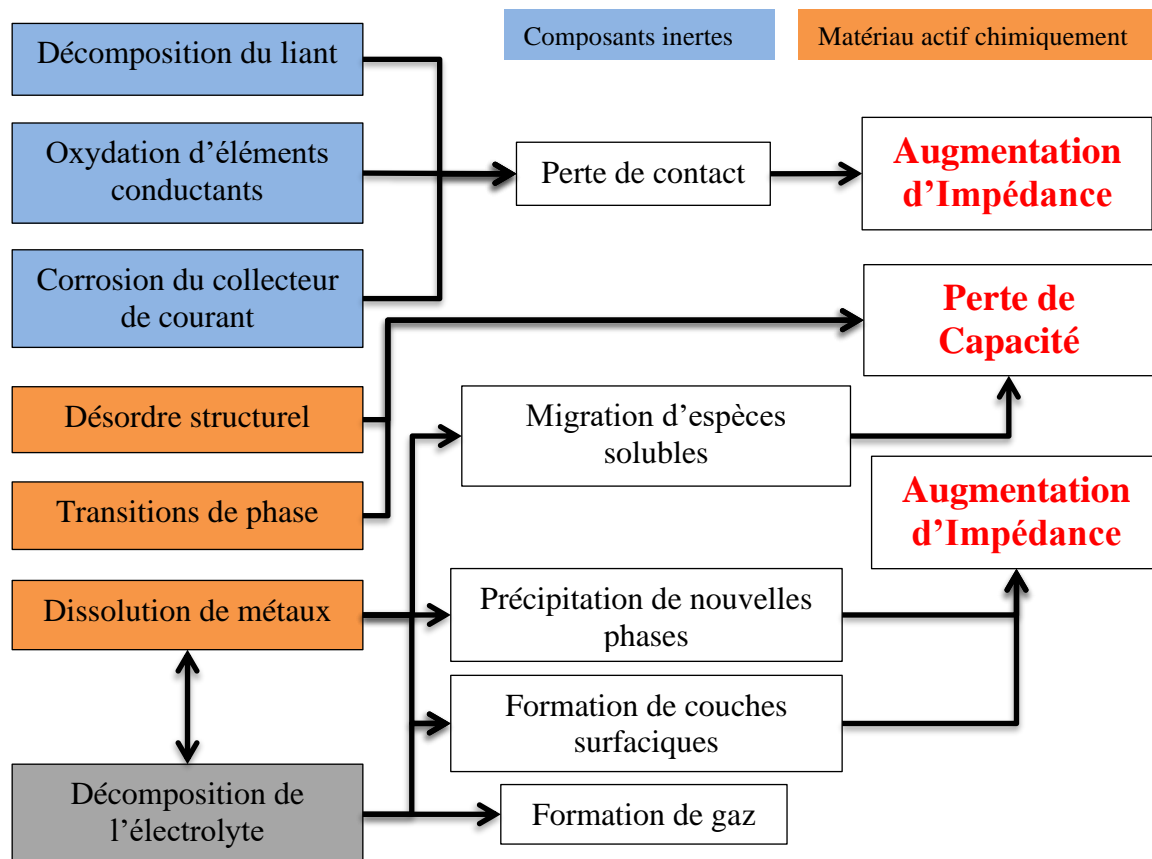 Décomposition du liant
Composants inertes
Matériau actif chimiquement
Oxydation d’éléments
conductants
Perte de contact
Augmentation
d’Impédance
Corrosion du collecteur
de courant
Perte de
Capacité
Désordre structurel
Migration d’espèces
solubles
Transitions de phase
Augmentation
d’Impédance
Dissolution de métaux
Précipitation de nouvelles
phases
Formation de couches
surfaciques
Décomposition de
l’électrolyte
Formation de gaz